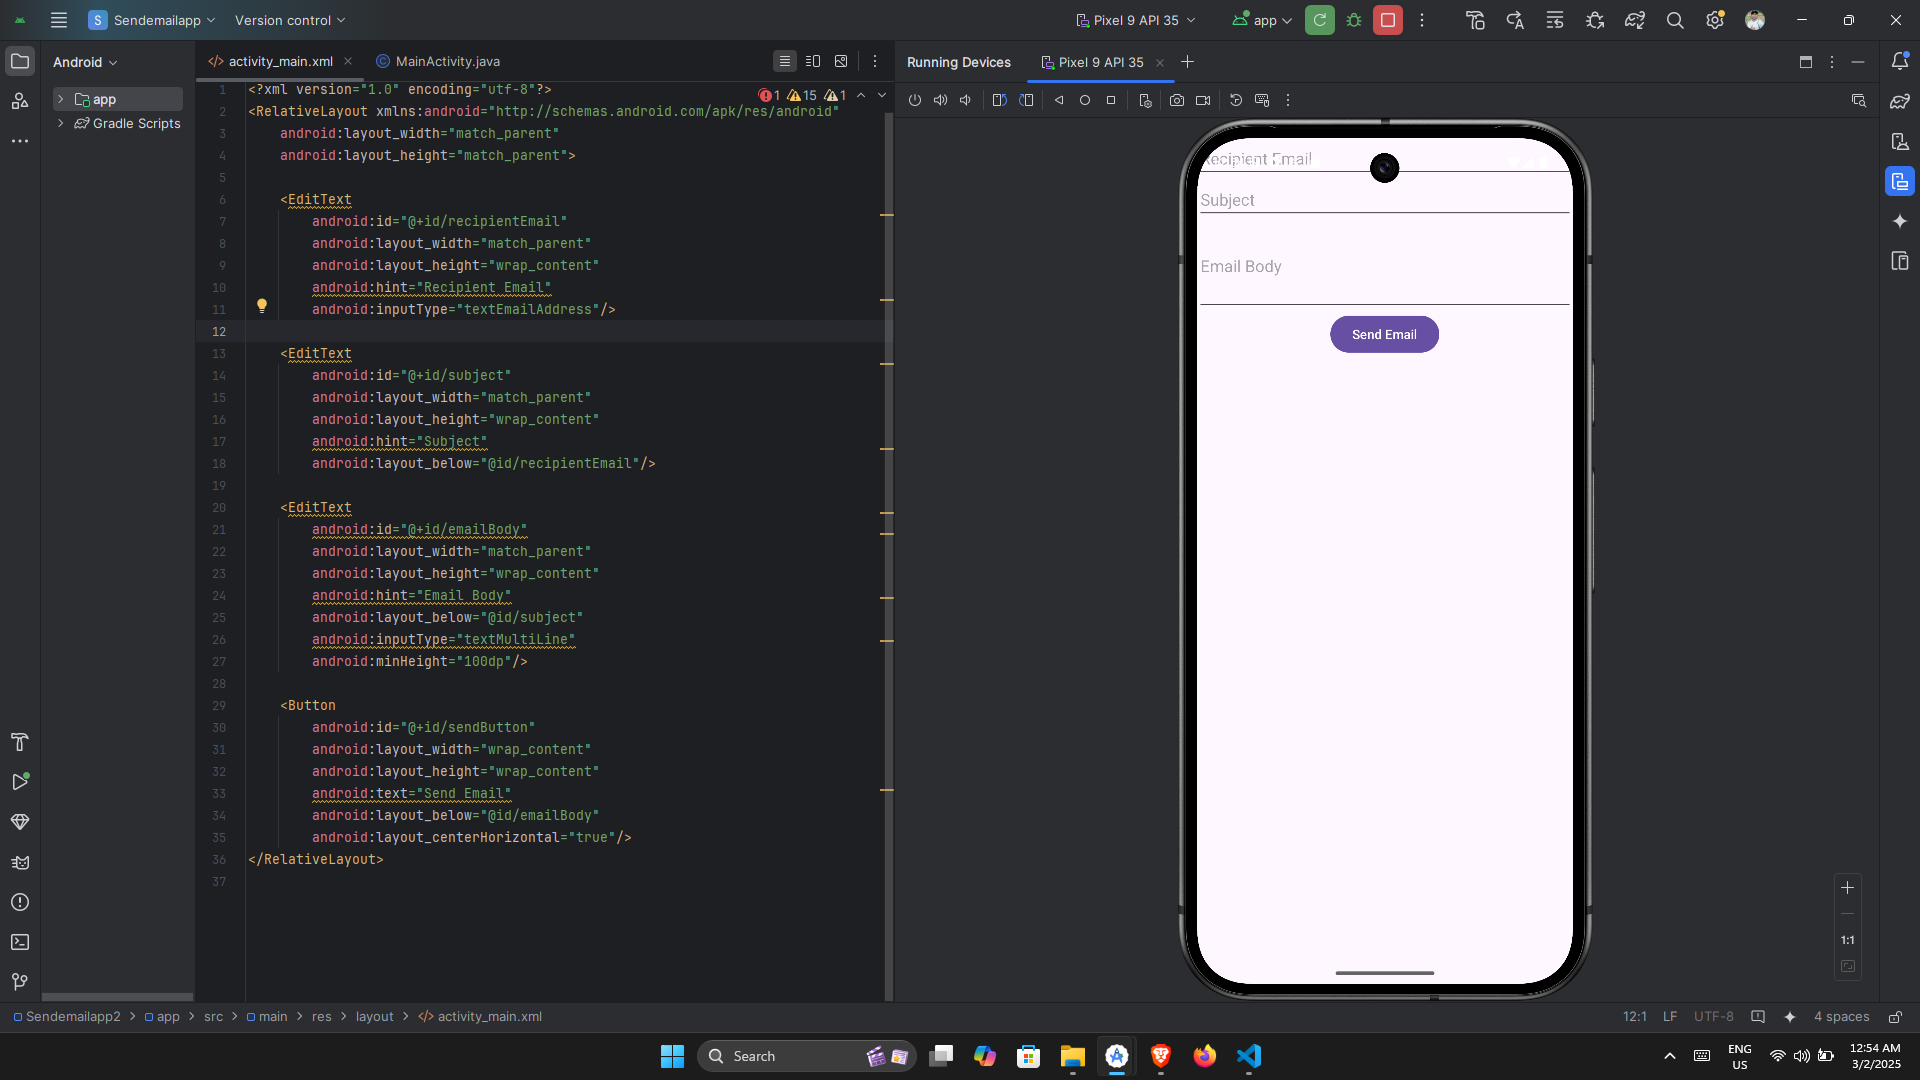 S Sendemailapp
Version control
Pixel 9 API 35
app
Android
activity_main.xml
MainActivity.java
Running Devices
Pixel 9 API 35
app
Gradle Scripts
1 15 1
1 <?xml version="1.0" encoding="utf-8"?>
2 <RelativeLayout xmlns:android="http://schemas.android.com/apk/res/android"
3 android:layout_width="match_parent"
4 android:layout_height="match_parent">
5
6 <EditText
7 android:id="@+id/recipientEmail"
8 android:layout_width="match_parent"
9 android:layout_height="wrap_content"
10 android:hint="Recipient Email"
11 android:inputType="textEmailAddress"/>
12
13 <EditText
14 android:id="@+id/subject"
15 android:layout_width="match_parent"
16 android:layout_height="wrap_content"
17 android:hint="Subject"
18 android:layout_below="@id/recipientEmail"/>
19
20 <EditText
21 android:id="@+id/emailBody"
22 android:layout_width="match_parent"
23 android:layout_height="wrap_content"
24 android:hint="Email Body"
25 android:layout_below="@id/subject"
26 android:inputType="textMultiLine"
27 android:minHeight="100dp"/>
28
29 <Button
30 android:id="@+id/sendButton"
31 android:layout_width="wrap_content"
32 android:layout_height="wrap_content"
33 android:text="Send Email"
34 android:layout_below="@id/emailBody"
35 android:layout_centerHorizontal="true"/>
36 </RelativeLayout>
37
Recipient Email
Subject
Email Body
Send Email
1:1
Sendemailapp2 > app > src > main > res > layout > activity_main.xml
12:1 LF UTF-8 4 spaces
Search
ENG
US
12:54 AM
3/2/2025